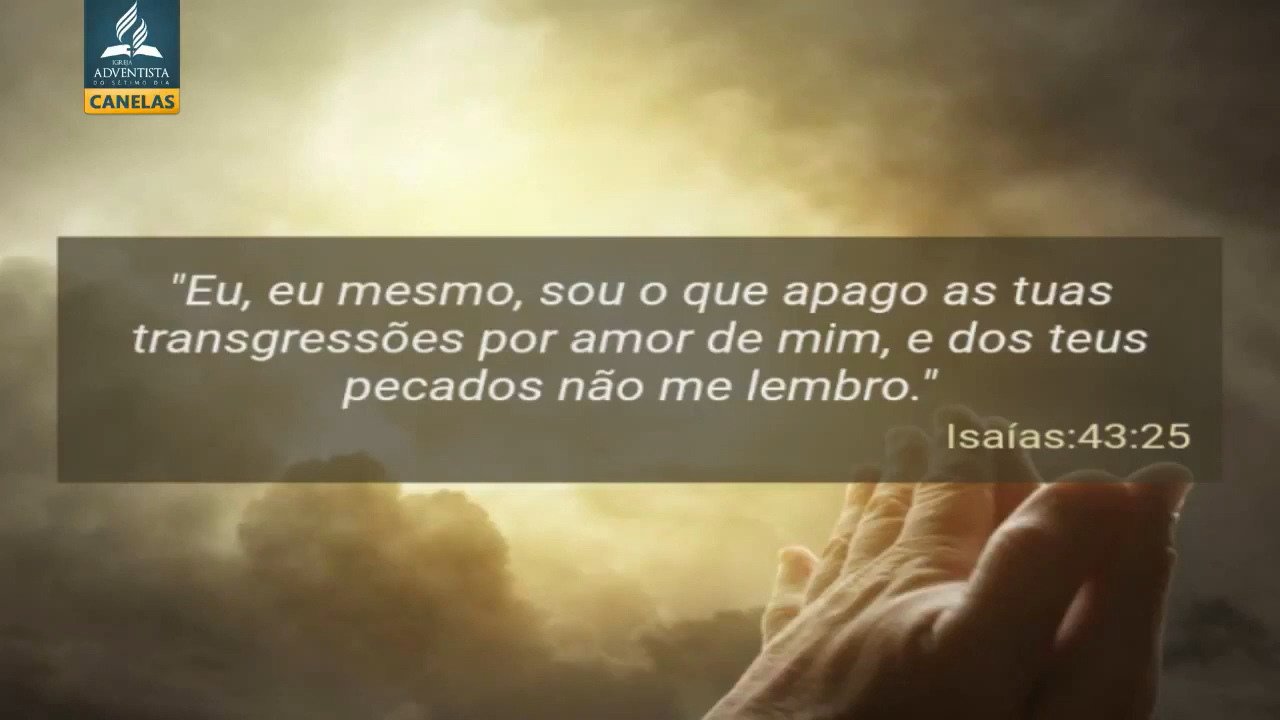 IGREJA
ADVENTISTA
DO SÉTIMO DIA
CANELAS
"Eu, eu mesmo, sou o que apago as tuas
transgressões por amor de mim, e dos teus
pecados não me lembro."
Isaías:43:25